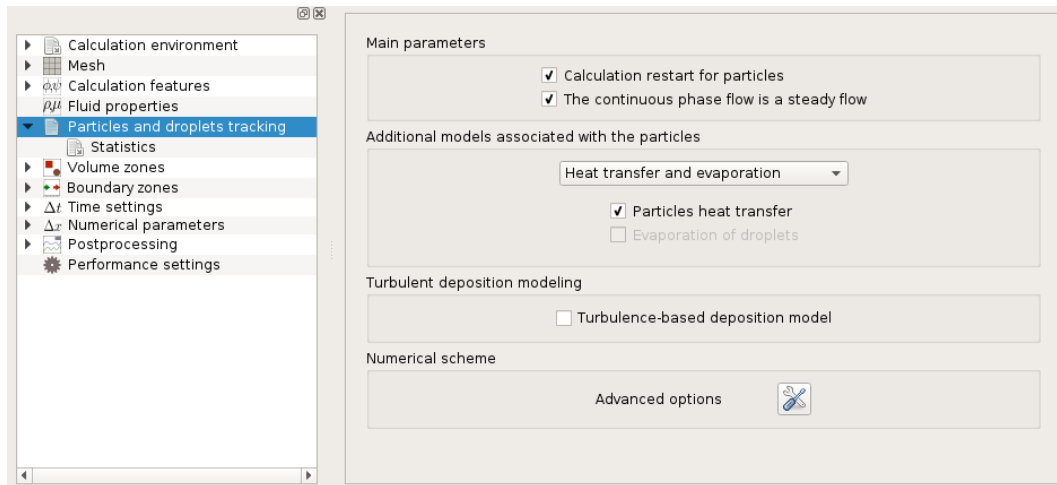 Calculation environment
Mesh
Calculation features
Fluid properties
Particles and droplets tracking
Statistics
Volume zones
Boundary zones
Δt Time settings
Δx Numerical parameters
Postprocessing
Performance settings
Main parameters
Calculation restart for particles
The continuous phase flow is a steady flow
Additional models associated with the particles
Heat transfer and evaporation
Particles heat transfer
Evaporation of droplets
Turbulent deposition modeling
Turbulence-based deposition model
Numerical scheme
Advanced options